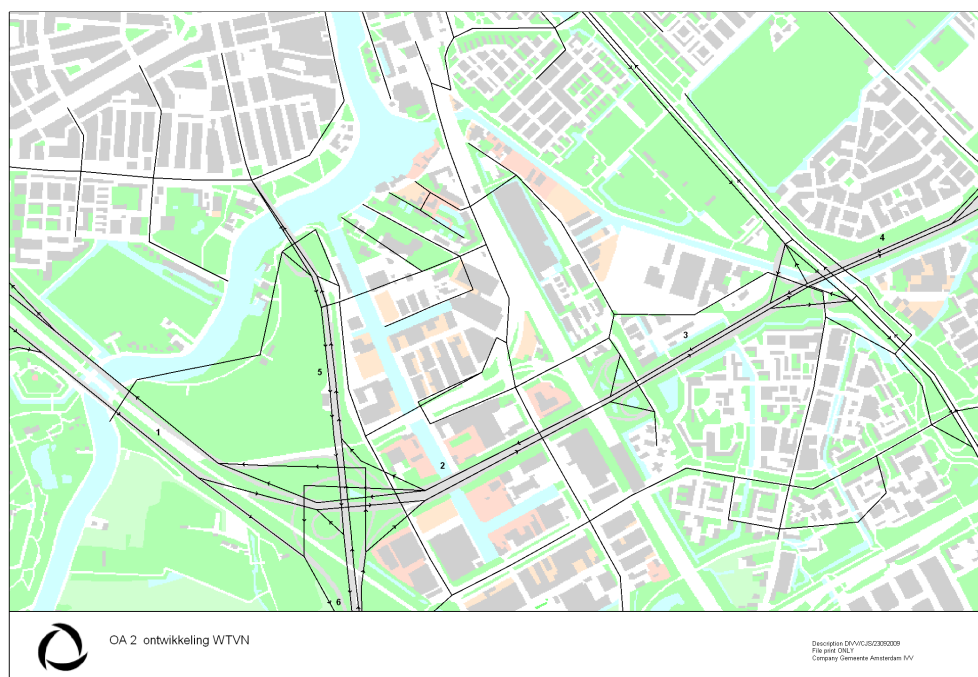 4
3
5
1
2
6
OA 2 ontwikkeling WTVN
Description DIVV/CJS/23092009
File print ONLY
Company Gemeente Amsterdam IVV